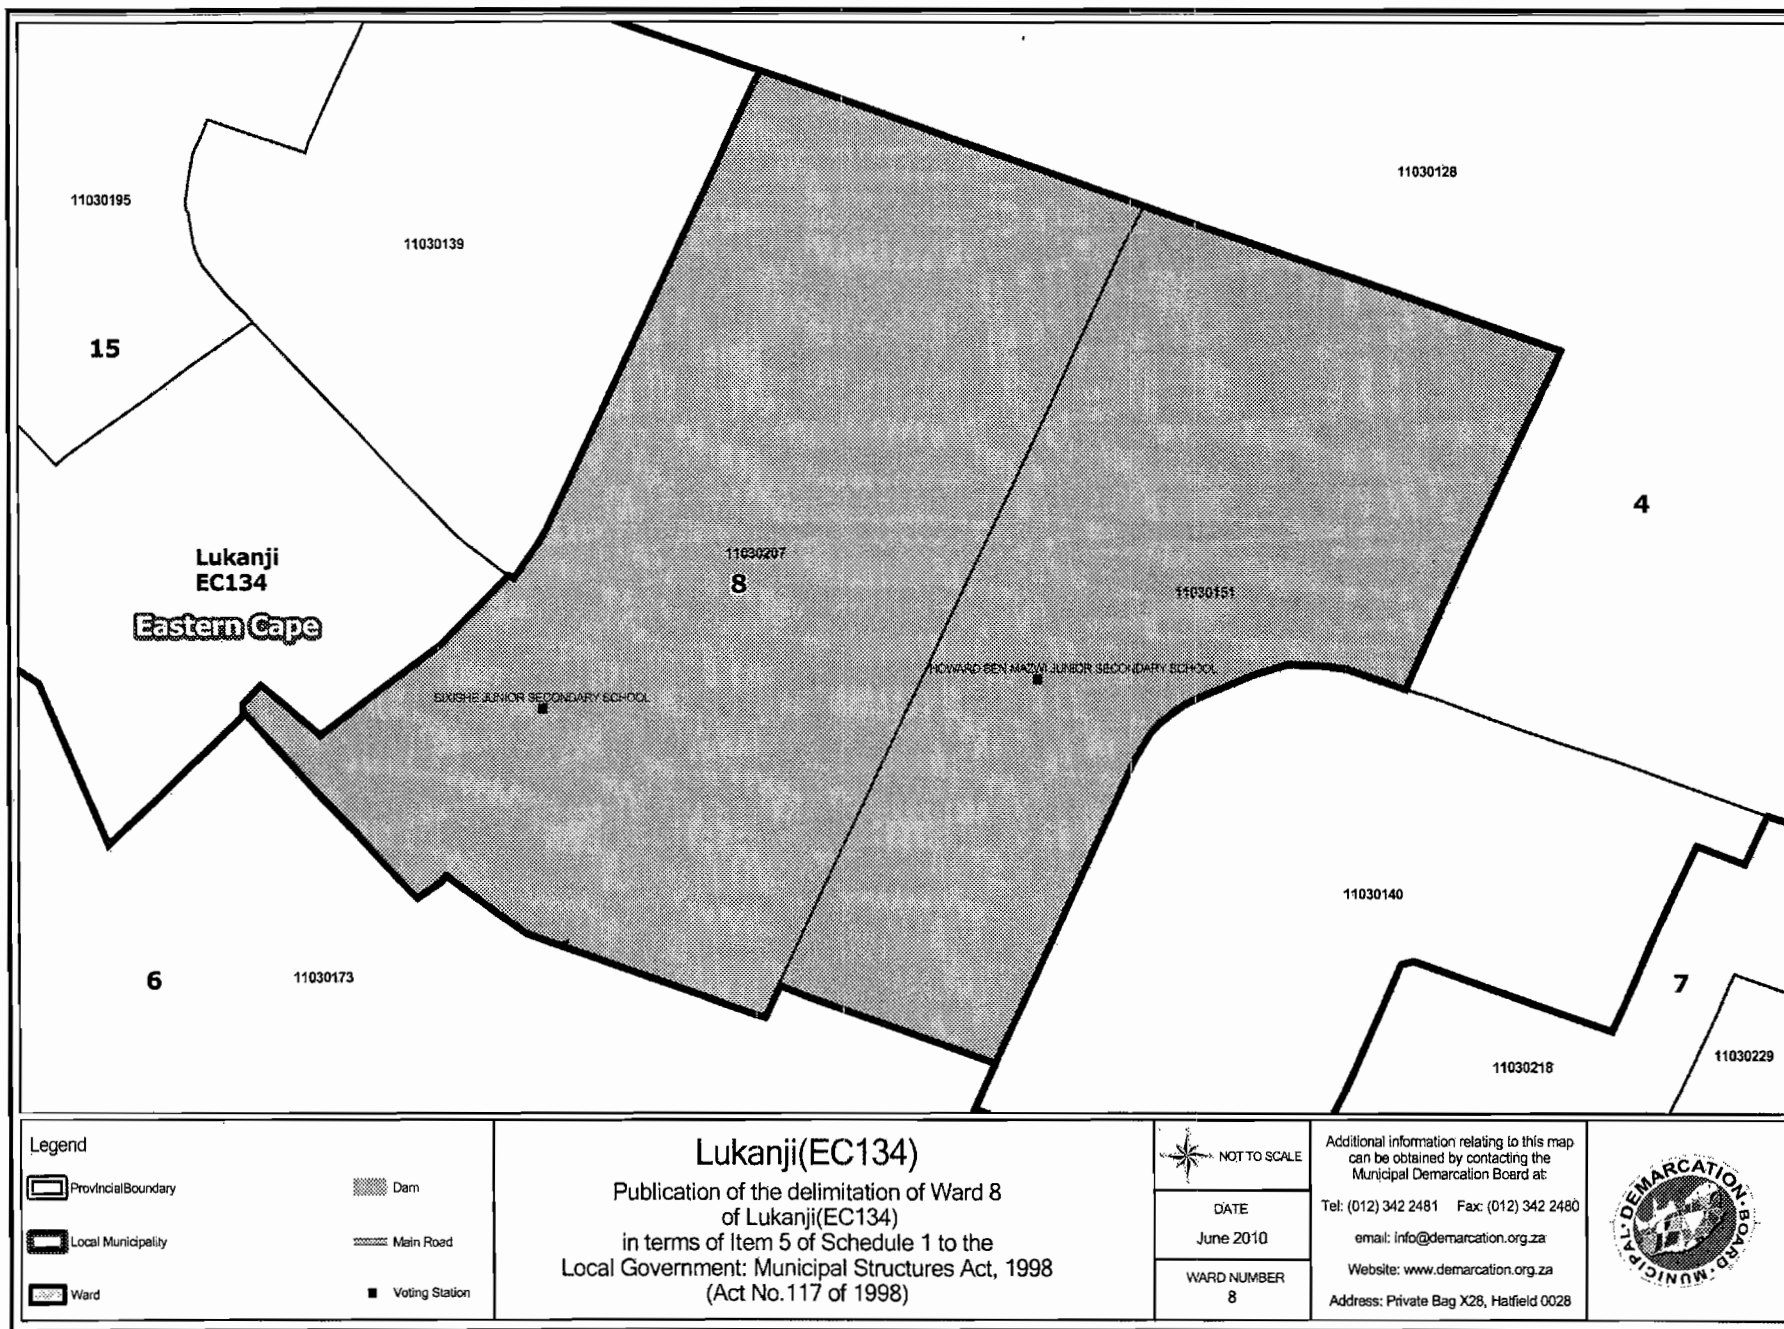 11030128
11030195
11030139
15
4
Lukanji
EC134
Eastern Cape
11030207
8
11030151
HOWARD BEN MAZWI JUNIOR SECONDARY SCHOOL
SIXISHE JUNIOR SECONDARY SCHOOL
11030140
6
11030173
7
11030229
11030218
Legend
ProvincialBoundary
Dam
Local Municipality
Main Road
Ward
Voting Station
Lukanji(EC134)
Publication of the delimitation of Ward 8
of Lukanji(EC134)
in terms of Item 5 of Schedule 1 to the
Local Government: Municipal Structures Act, 1998
(Act No.117 of 1998)
NOT TO SCALE
DATE
June 2010
WARD NUMBER
8
Additional information relating to this map
can be obtained by contacting the
Municipal Demarcation Board at:
Tel: (012) 342 2481 Fax: (012) 342 2480
email: info@demarcation.org.za
Website: www.demarcation.org.za
Address: Private Bag X28, Hatfield 0028
MUNICIPAL DEMARCATION BOARD